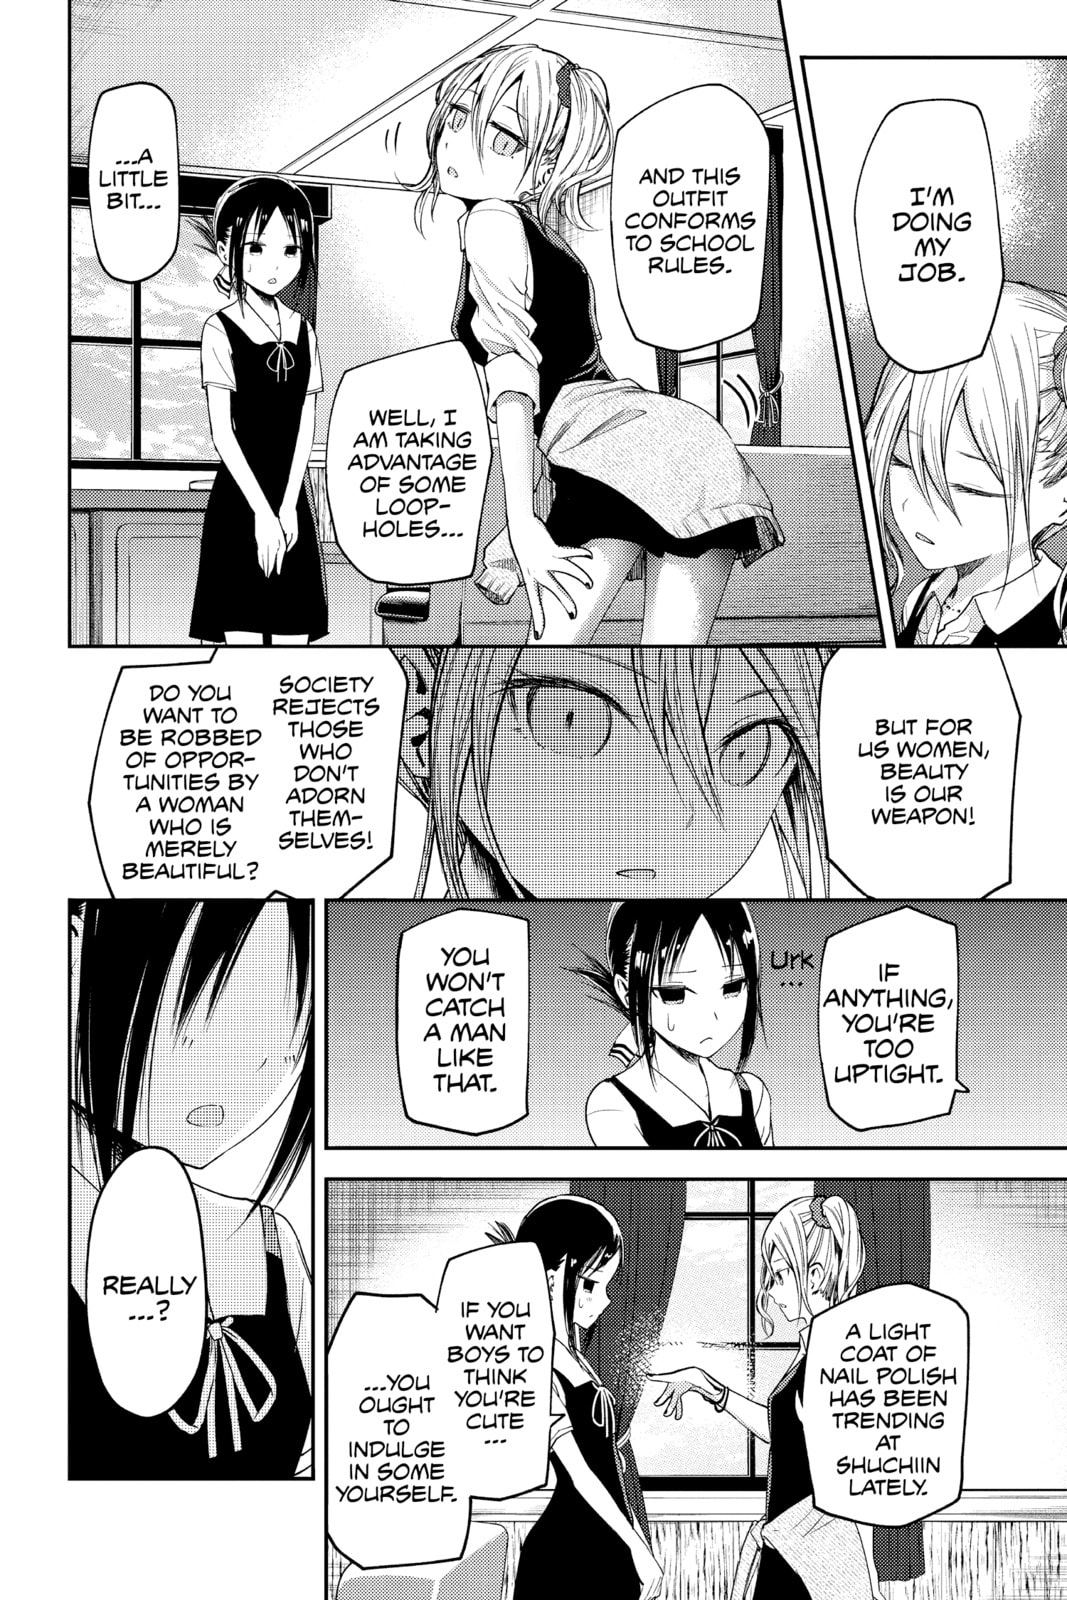 I'M
DOING
MY
JOB.
AND THIS
OUTFIT
CONFORMS
TO SCHOOL
RULES.
WELL, I
AM TAKING
ADVANTAGE
OF SOME
LOOP-
HOLES...
...A
LITTLE
BIT...
BUT FOR
US WOMEN,
BEAUTY
IS OUR
WEAPON!
SOCIETY
REJECTS
THOSE
WHO
DON'T
ADORN
THEM-
SELVES!
DO YOU
WANT TO
BE ROBBED
OF OPPOR-
TUNITIES BY
A WOMAN
WHO IS
MERELY
BEAUTIFUL?
IF
ANYTHING,
YOU'RE
TOO
UPTIGHT.
Urk
...
YOU
WON'T
CATCH
A MAN
LIKE
THAT.
REALLY
...?
A LIGHT
COAT OF
NAIL POLISH
HAS BEEN
TRENDING
AT
SHUCHIIN
LATELY.
IF YOU
WANT
BOYS TO
THINK
YOU'RE
CUTE
...
...YOU
OUGHT
TO
INDULGE
IN SOME
YOURSELF.